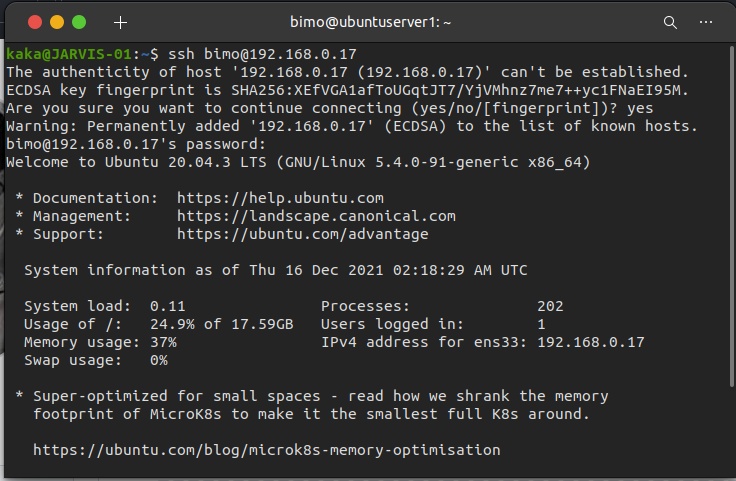 bimo@ubuntuserver1: ~
kaka@JARVIS-01:~$ ssh bimo@192.168.0.17
The authenticity of host '192.168.0.17 (192.168.0.17)' can't be established.
ECDSA key fingerprint is SHA256:XEfVGA1afToUGqtJT7/YjVMhnz7me7++yc1FNaEI95M.
Are you sure you want to continue connecting (yes/no/[fingerprint])? yes
Warning: Permanently added '192.168.0.17' (ECDSA) to the list of known hosts.
bimo@192.168.0.17's password:
Welcome to Ubuntu 20.04.3 LTS (GNU/Linux 5.4.0-91-generic x86_64)
* Documentation:  https://help.ubuntu.com
* Management:     https://landscape.canonical.com
* Support:        https://ubuntu.com/advantage
System information as of Thu 16 Dec 2021 02:18:29 AM UTC
System load:  0.11               Processes:              202
Usage of /:   24.9% of 17.59GB   Users logged in:        1
Memory usage: 37%                IPv4 address for ens33: 192.168.0.17
Swap usage:   0%
* Super-optimized for small spaces - read how we shrank the memory
footprint of MicroK8s to make it the smallest full K8s around.
https://ubuntu.com/blog/microk8s-memory-optimisation